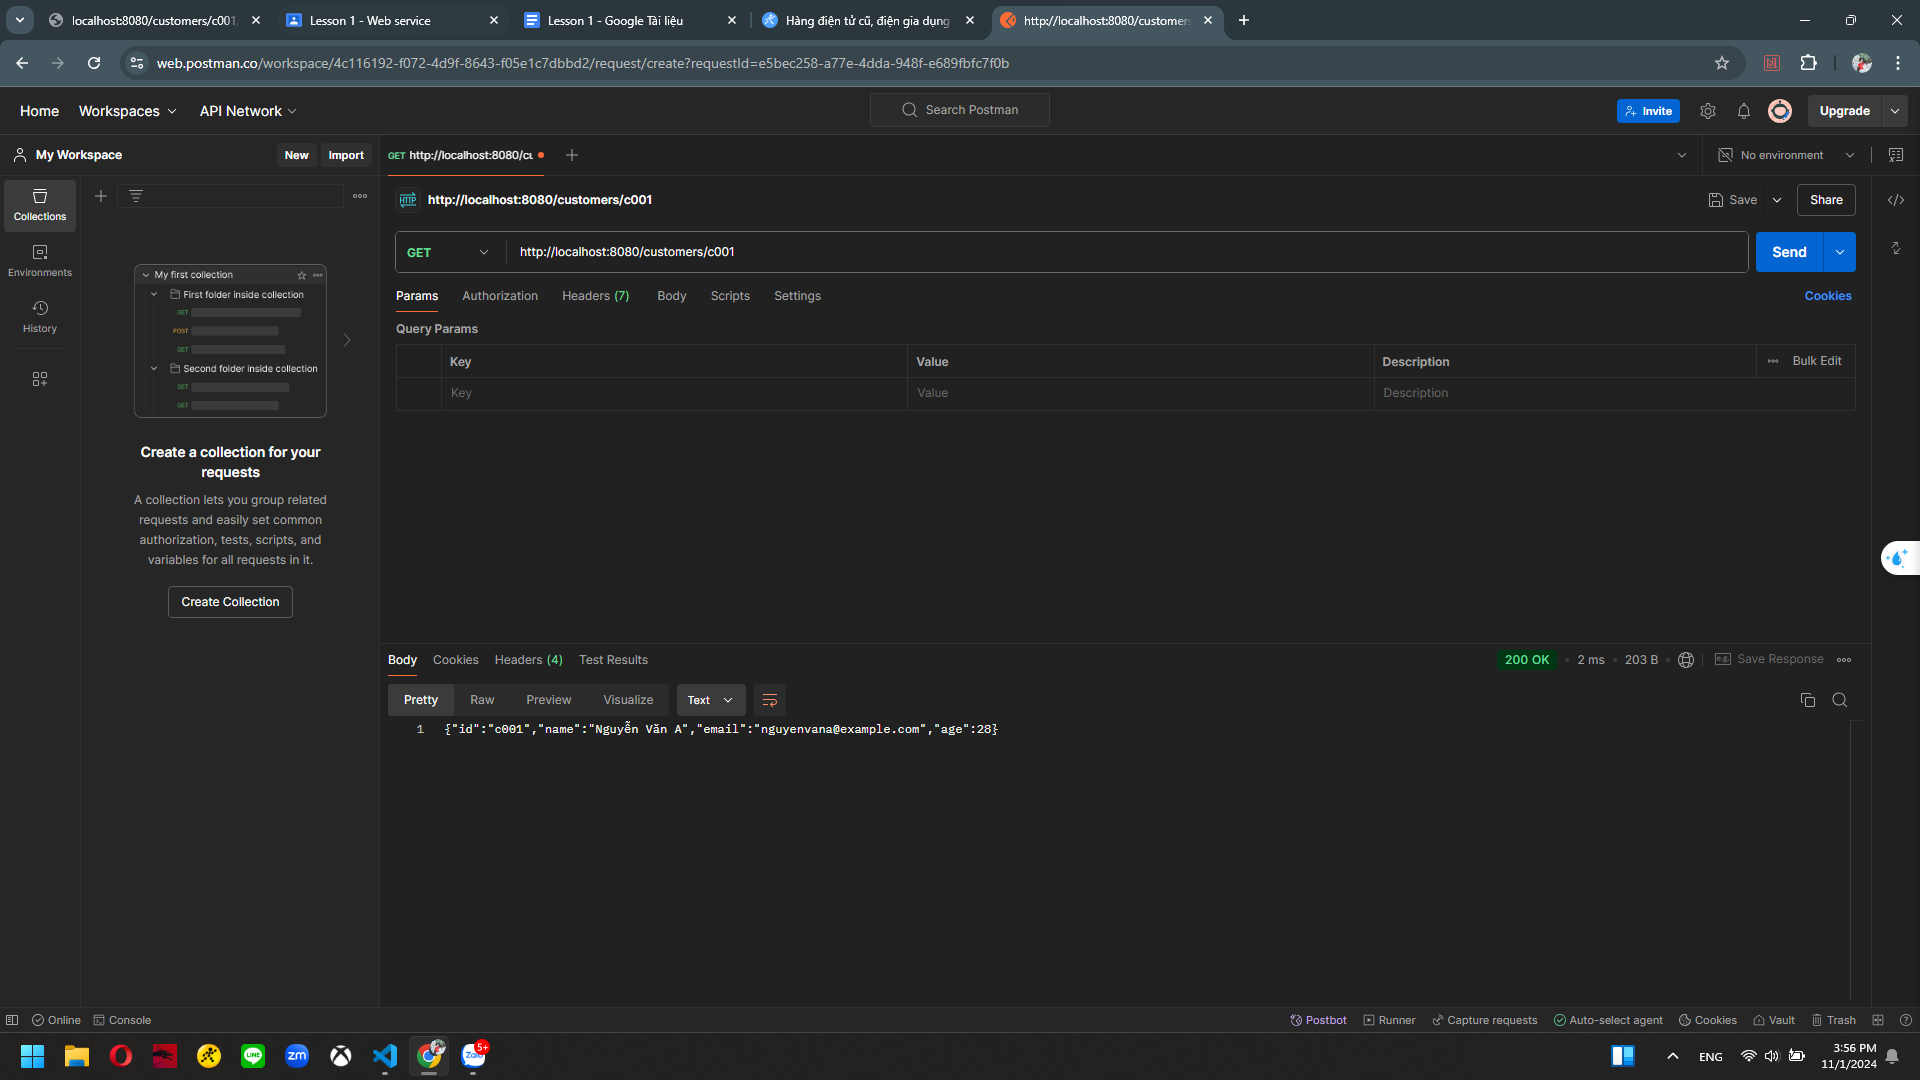 localhost:8080/customers/c001
Lesson 1 - Web service
Lesson 1 - Google Tài liệu
Hàng điện tử cũ, điện gia dụng
http://localhost:8080/customers
web.postman.co/workspace/4c116192-f072-4d9f-8643-f05e1c7dbbd2/request/create?requestId=e5bec258-a77e-4dda-948f-e689fbfc7f0b
Home
Workspaces
API Network
Search Postman
Invite
Upgrade
My Workspace
New
Import
GET http://localhost:8080/cu
No environment
Collections
Environments
History
HTTP
http://localhost:8080/customers/c001
Save
Share
GET
http://localhost:8080/customers/c001
Send
Params
Authorization
Headers (7)
Body
Scripts
Settings
Cookies
Query Params
Key
Value
Description
Bulk Edit
Key
Value
Description
My first collection
First folder inside collection
GET
POST
GET
Second folder inside collection
GET
GET
Create a collection for your
requests
A collection lets you group related
requests and easily set common
authorization, tests, scripts, and
variables for all requests in it.
Create Collection
Body
Cookies
Headers (4)
Test Results
200 OK
2 ms
203 B
e.g.
Save Response
Pretty
Raw
Preview
Visualize
Text
1
{"id":"c001","name":"Nguyễn Văn A","email":"nguyenvana@example.com","age":28}
Online
Console
Postbot
Runner
Capture requests
Auto-select agent
Cookies
Vault
Trash
LINE
zm
Zalo
5+
ENG
3:56 PM
11/1/2024